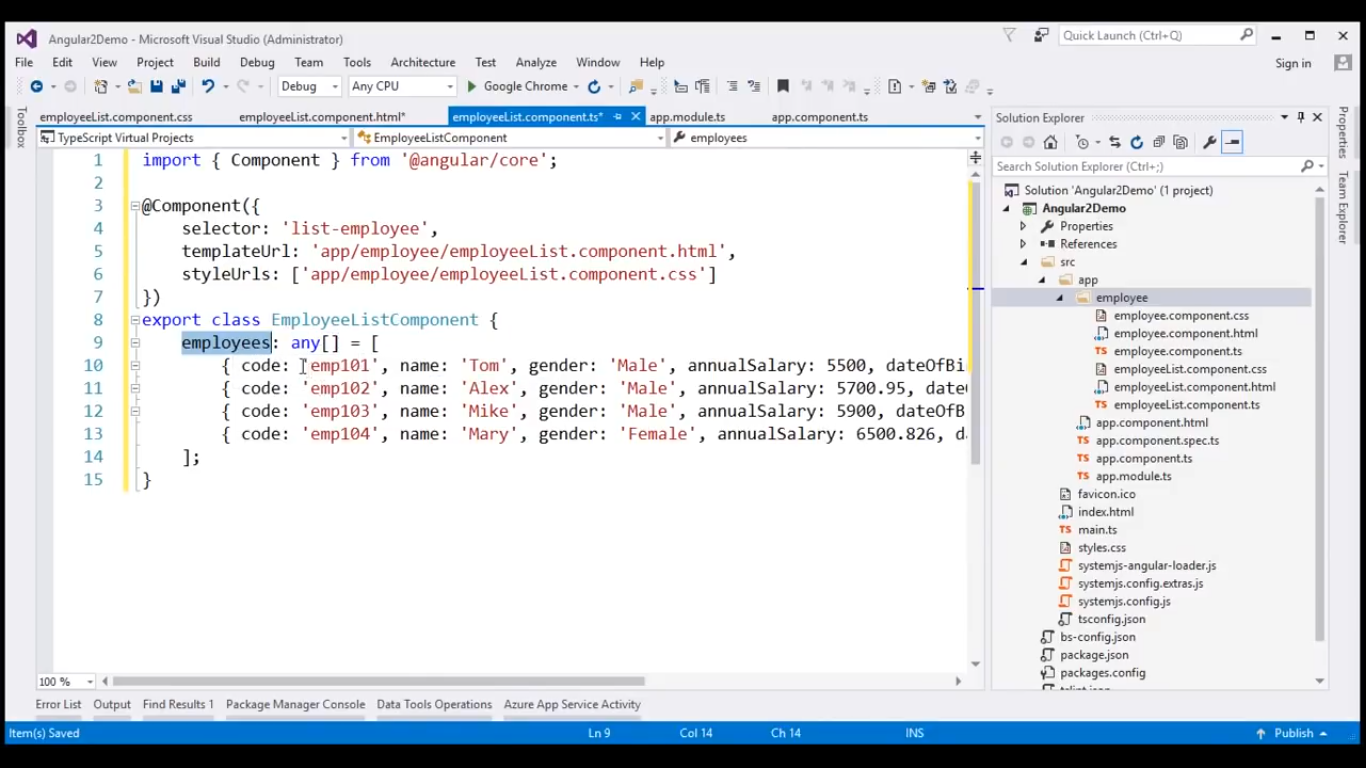 Angular2Demo - Microsoft Visual Studio (Administrator)
Quick Launch (Ctrl+Q)
File Edit View Project Build Debug Team Tools Architecture Test Analyze Window Help
Sign in
Debug Any CPU Google Chrome
Toolbox
employeeList.component.css employeeList.component.html* employeeList.component.ts* app.module.ts app.component.ts
TypeScript Virtual Projects EmployeeListComponent employees
1 import { Component } from '@angular/core';
2
3 @Component({
4 selector: 'list-employee',
5 templateUrl: 'app/employee/employeeList.component.html',
6 styleUrls: ['app/employee/employeeList.component.css']
7 })
8 export class EmployeeListComponent {
9 employees: any[] = [
10 { code: 'emp101', name: 'Tom', gender: 'Male', annualSalary: 5500, dateOfBi
11 { code: 'emp102', name: 'Alex', gender: 'Male', annualSalary: 5700.95, date
12 { code: 'emp103', name: 'Mike', gender: 'Male', annualSalary: 5900, dateOfB
13 { code: 'emp104', name: 'Mary', gender: 'Female', annualSalary: 6500.826, d
14 ];
15 }
100 %
Solution Explorer
Search Solution Explorer (Ctrl+;)
Solution 'Angular2Demo' (1 project)
Angular2Demo
Properties
References
src
app
employee
employee.component.css
employee.component.html
TS employee.component.ts
employeeList.component.css
employeeList.component.html
TS employeeList.component.ts
app.component.html
TS app.component.spec.ts
TS app.component.ts
TS app.module.ts
favicon.ico
index.html
TS main.ts
styles.css
systemjs-angular-loader.js
systemjs.config.extras.js
systemjs.config.js
tsconfig.json
bs-config.json
package.json
packages.config
Properties
Team Explorer
Error List Output Find Results 1 Package Manager Console Data Tools Operations Azure App Service Activity
Item(s) Saved Ln 9 Col 14 Ch 14 INS Publish